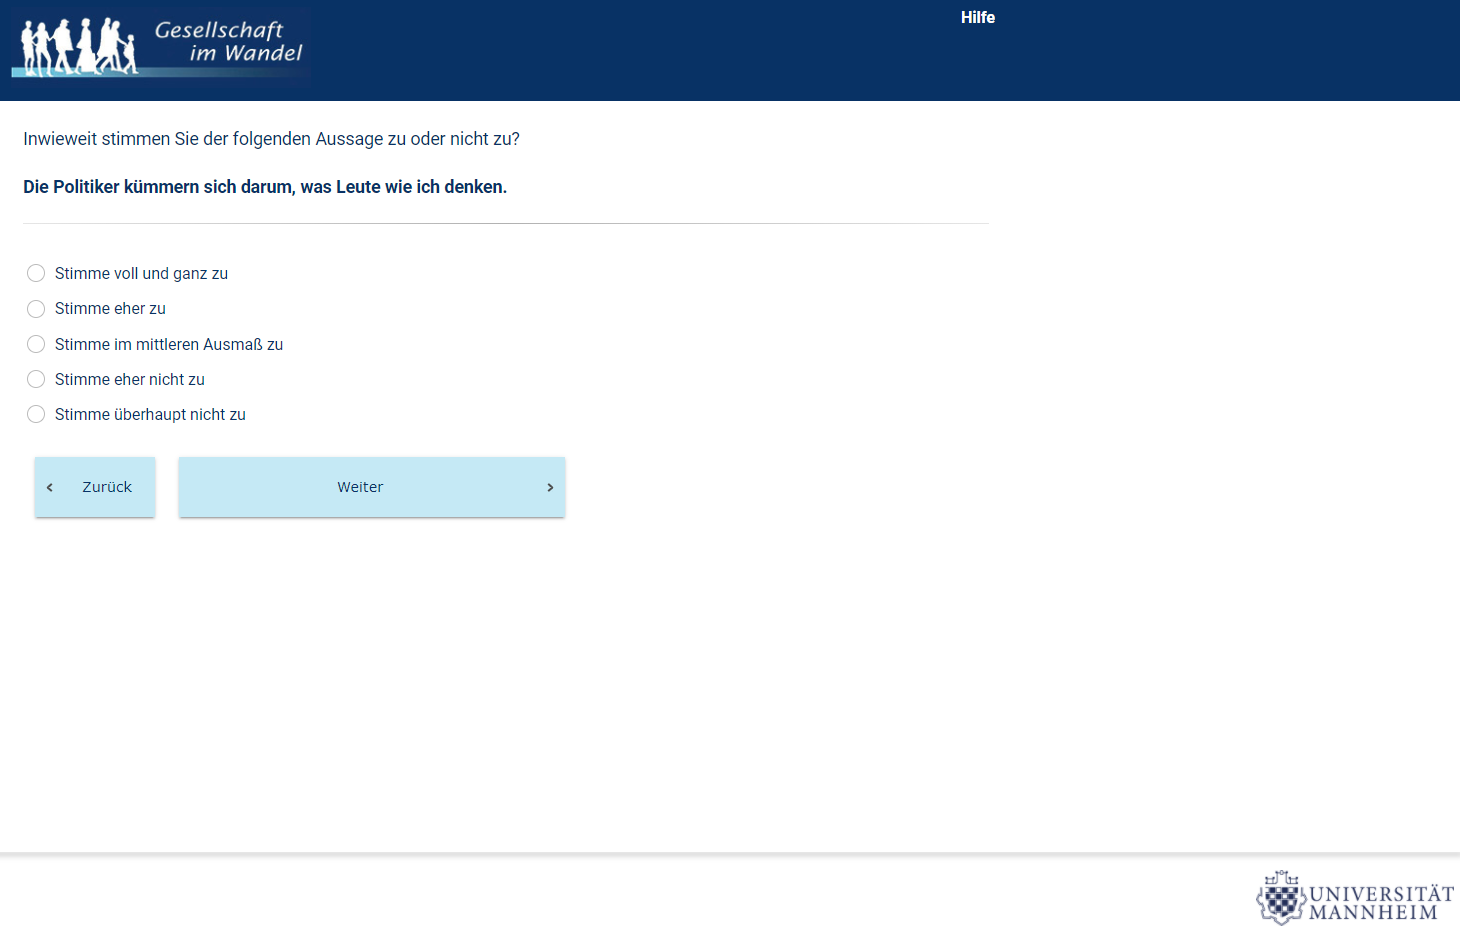 Gesellschaft
im Wandel
Hilfe
Inwieweit stimmen Sie der folgenden Aussage zu oder nicht zu?
Die Politiker kümmern sich darum, was Leute wie ich denken.
Stimme voll und ganz zu
Stimme eher zu
Stimme im mittleren Ausmaß zu
Stimme eher nicht zu
Stimme überhaupt nicht zu
Zurück
Weiter
UNIVERSITÄT
MANNHEIM